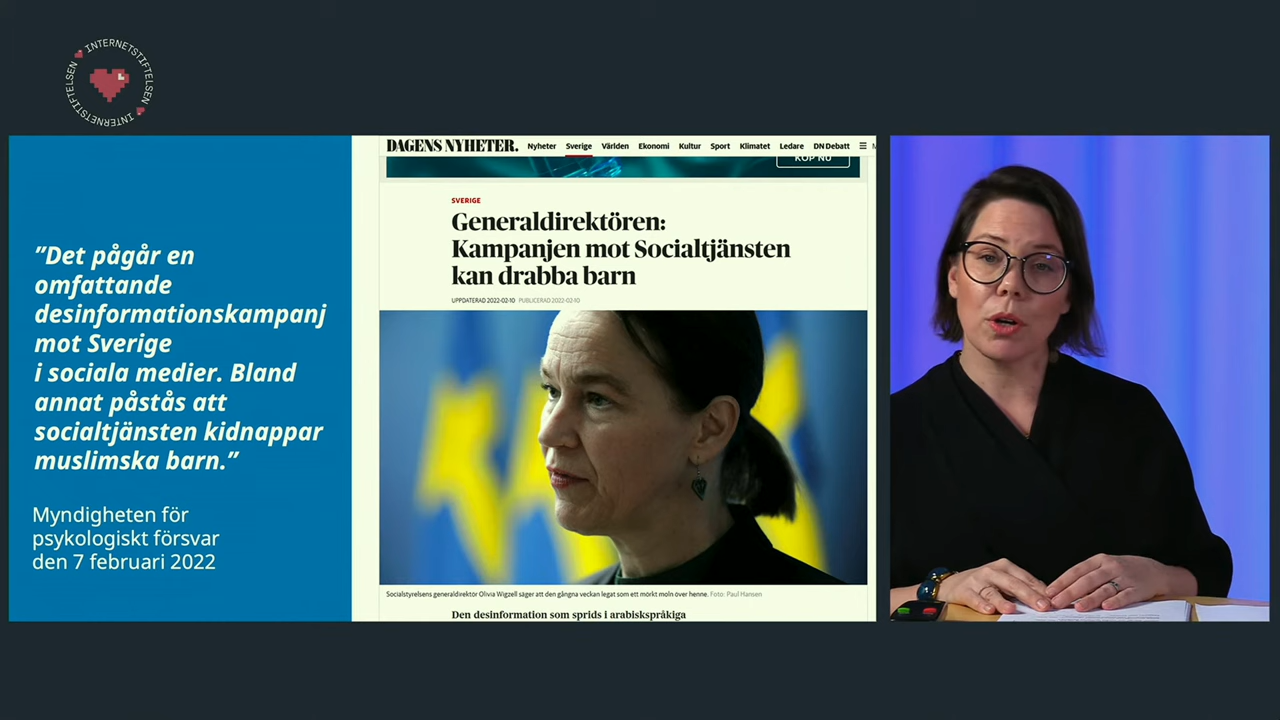 INTERNETSTIFTELSEN
INTERNETSTIFTELSEN
”Det pågår en
omfattande
desinformationskampanj
mot Sverige
i sociala medier. Bland
annat påstås att
socialtjänsten kidnappar
muslimska barn.”
Myndigheten för
psykologiskt försvar
den 7 februari 2022
DAGENS NYHETER. Nyheter Sverige Världen Ekonomi Kultur Sport Klimatet Ledare DN Debatt
KÖP NU
SVERIGE
Generaldirektören:
Kampanjen mot Socialtjänsten
kan drabba barn
UPPDATERAD 2022-02-10 PUBLICERAD 2022-02-10
Socialstyrelsens generaldirektör Olivia Wigzell säger att den gångna veckan legat som ett mörkt moln över henne. Foto: Paul Hansen
Den desinformation som sprids i arabiskspråkiga